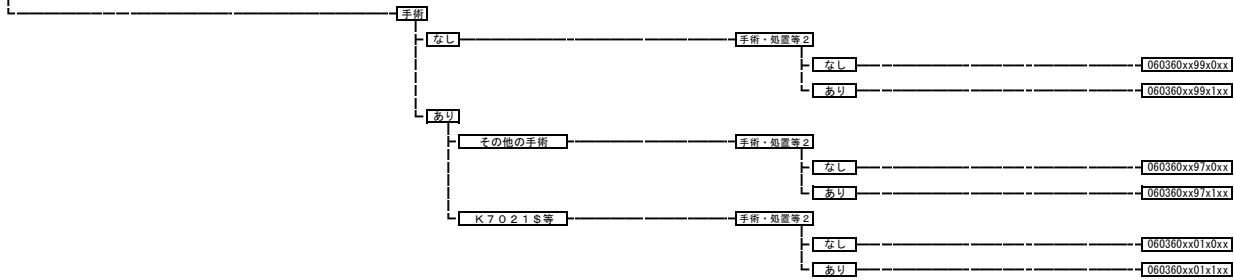 手術
なし 手術・処置等2
なし 060360xx99x0xx
あり 060360xx99x1xx
あり
その他の手術 手術・処置等2
なし 060360xx97x0xx
あり 060360xx97x1xx
K7021$等 手術・処置等2
なし 060360xx01x0xx
あり 060360xx01x1xx